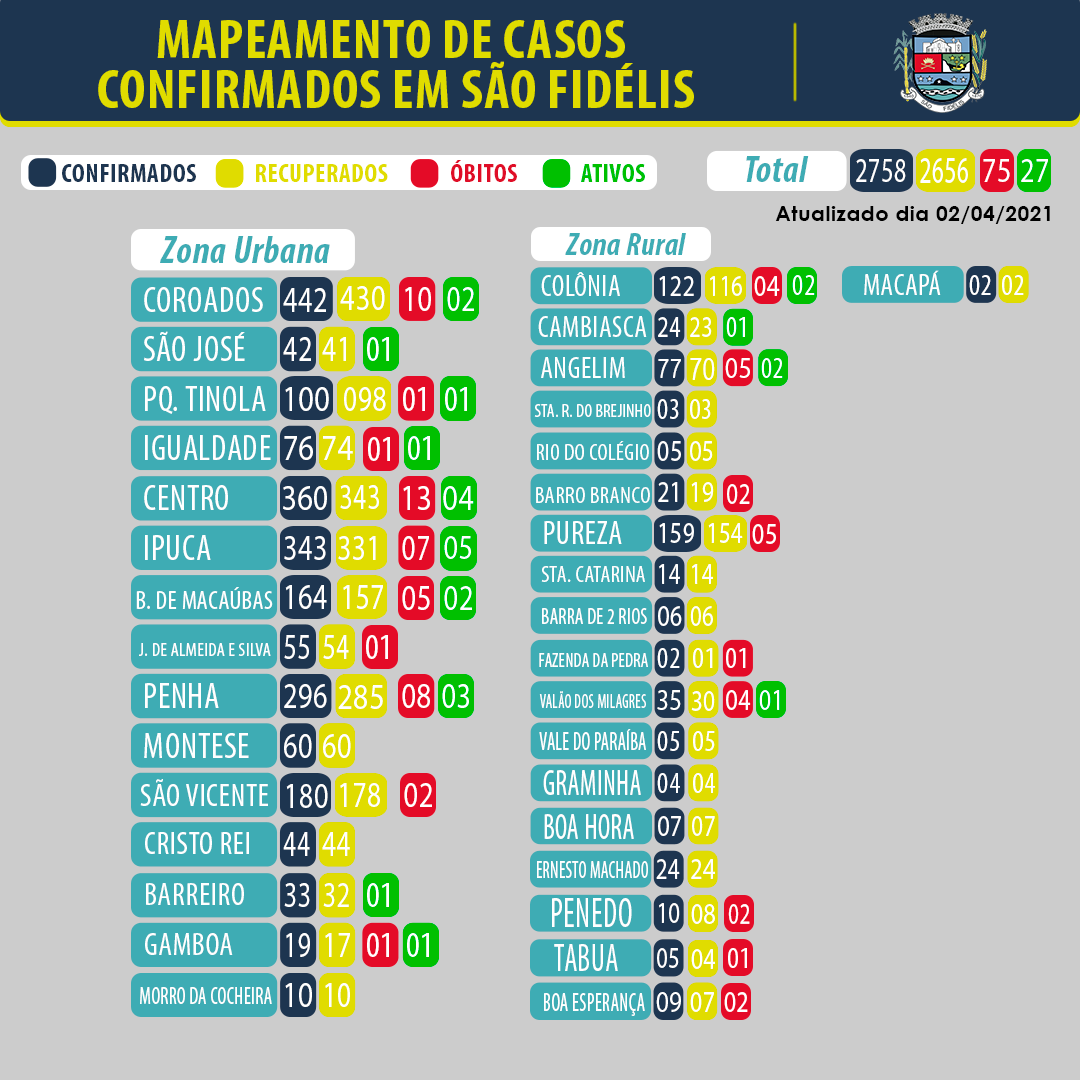 MAPEAMENTO DE CASOS
CONFIRMADOS EM SÃO FIDÉLIS
SÃO FIDÉLIS
CONFIRMADOS RECUPERADOS ÓBITOS ATIVOS
Total 2758 2656 75 27
Atualizado dia 02/04/2021
Zona Urbana
COROADOS 442 430 10 02
SÃO JOSÉ 42 41 01
PQ. TINOLA 100 098 01 01
IGUALDADE 76 74 01 01
CENTRO 360 343 13 04
IPUCA 343 331 07 05
B. DE MACAÚBAS 164 157 05 02
J. DE ALMEIDA E SILVA 55 54 01
PENHA 296 285 08 03
MONTESE 60 60
SÃO VICENTE 180 178 02
CRISTO REI 44 44
BARREIRO 33 32 01
GAMBOA 19 17 01 01
MORRO DA COCHEIRA 10 10
Zona Rural
COLÔNIA 122 116 04 02
CAMBIASCA 24 23 01
ANGELIM 77 70 05 02
STA. R. DO BREJINHO 03 03
RIO DO COLÉGIO 05 05
BARRO BRANCO 21 19 02
PUREZA 159 154 05
STA. CATARINA 14 14
BARRA DE 2 RIOS 06 06
FAZENDA DA PEDRA 02 01 01
VALÃO DOS MILAGRES 35 30 04 01
VALE DO PARAÍBA 05 05
GRAMINHA 04 04
BOA HORA 07 07
ERNESTO MACHADO 24 24
PENEDO 10 08 02
TABUA 05 04 01
BOA ESPERANÇA 09 07 02
MACAPÁ 02 02